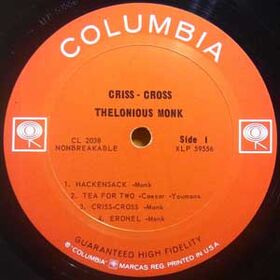 COLUMBIA
CRISS-CROSS
THELONIOUS MONK
CL 2038
NONBREAKABLE
Side 1
XLP 59556
1. HACKENSACK -Monk
2. TEA FOR TWO -Caesar -Youmans
3. CRISS-CROSS -Monk
4. ERONEL -Monk
GUARANTEED HIGH FIDELITY
® "COLUMBIA", MARCAS REG. PRINTED IN U.S.A.